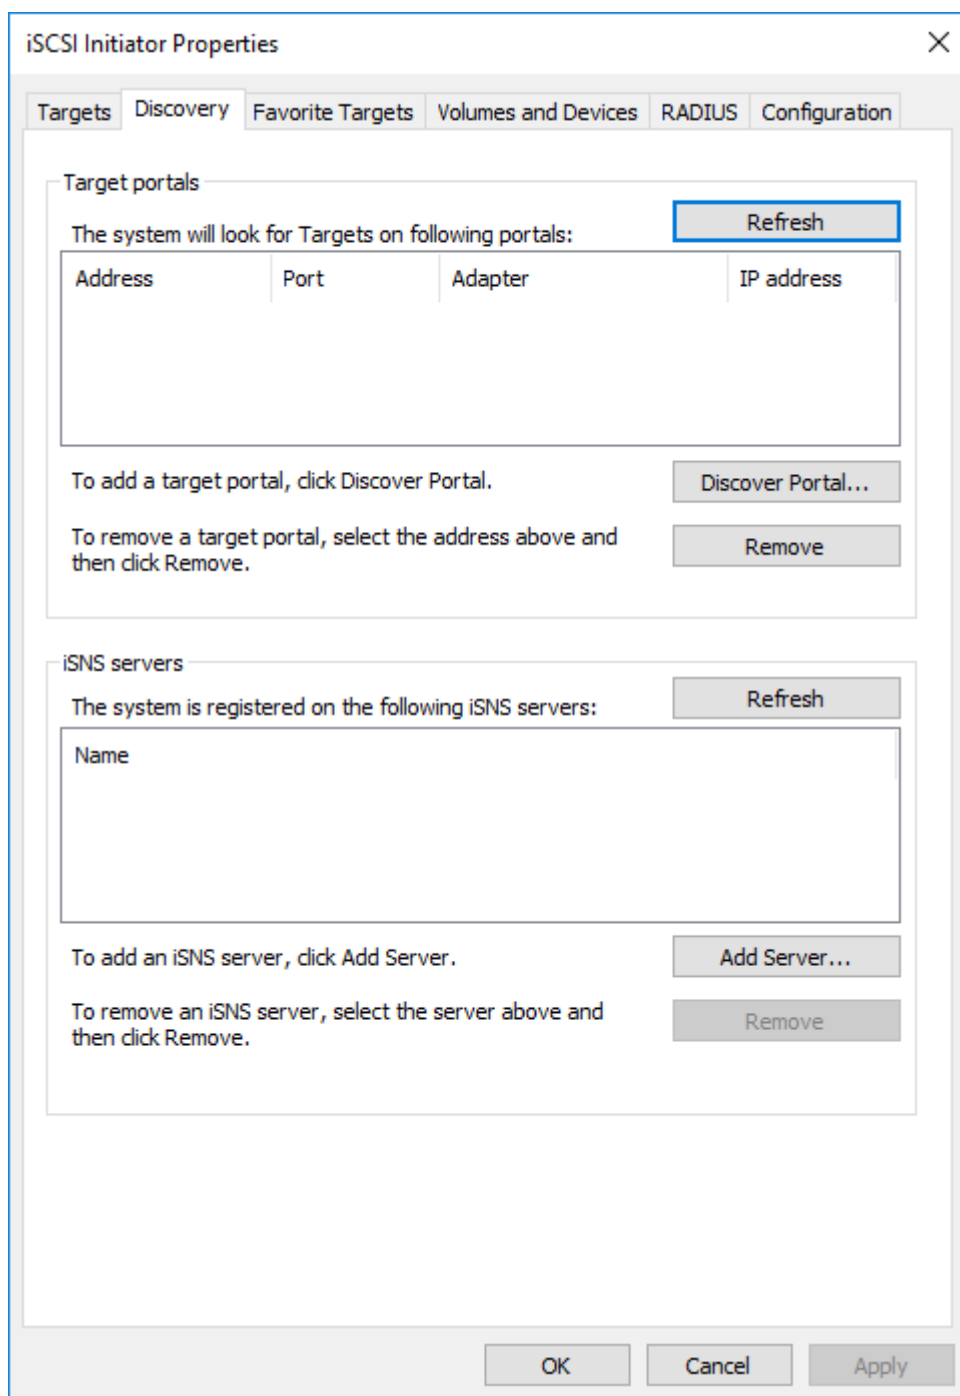 iSCSI Initiator Properties
Targets Discovery Favorite Targets Volumes and Devices RADIUS Configuration
Target portals
The system will look for Targets on following portals:
Refresh
Address Port Adapter IP address
To add a target portal, click Discover Portal.
Discover Portal...
To remove a target portal, select the address above and
then click Remove.
Remove
iSNS servers
The system is registered on the following iSNS servers:
Refresh
Name
To add an iSNS server, click Add Server.
Add Server...
To remove an iSNS server, select the server above and
then click Remove.
Remove
OK Cancel Apply